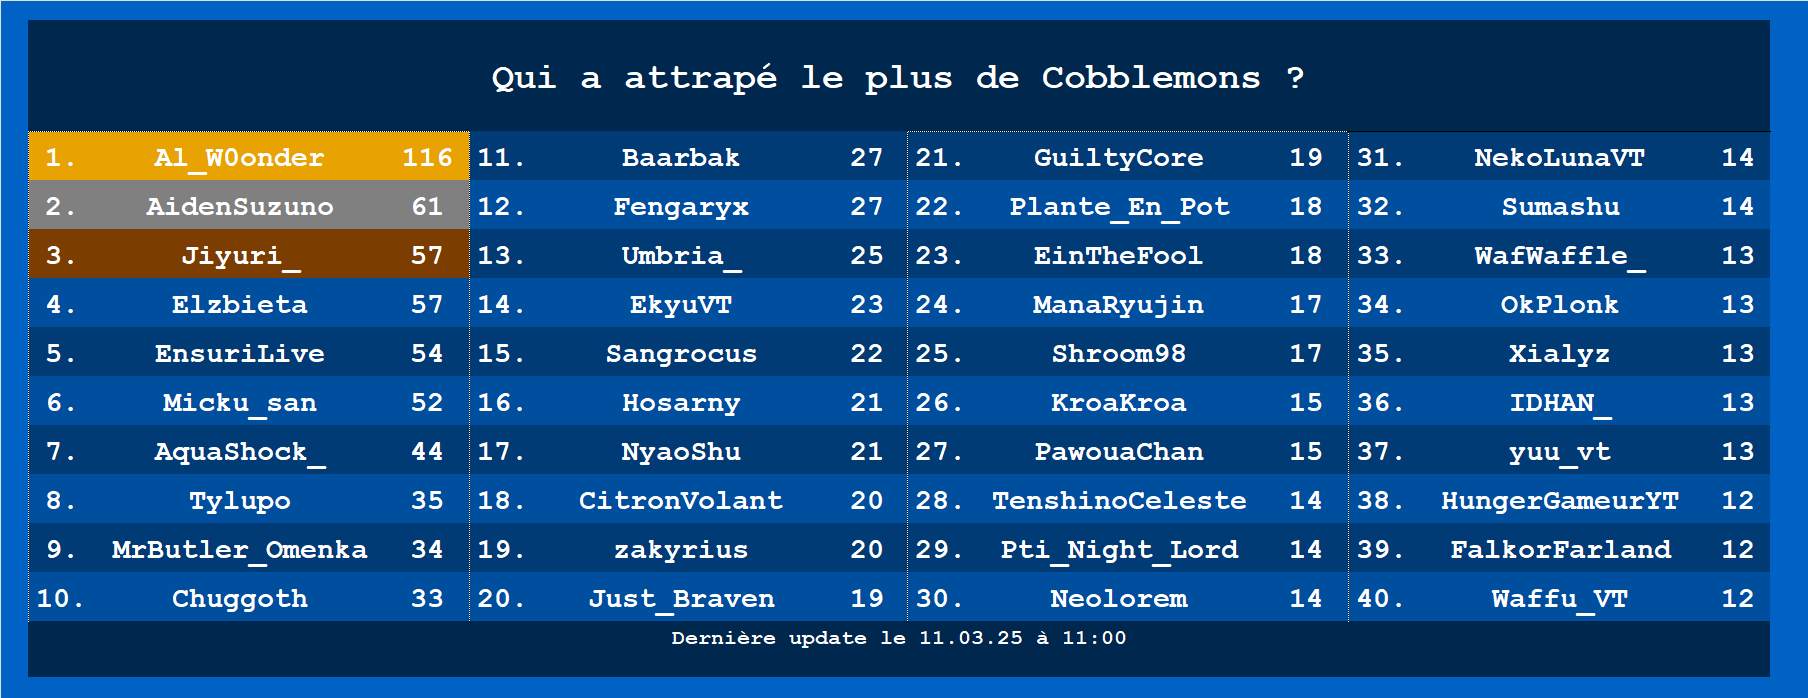 Qui a attrapé le plus de Cobblemons ?
1. Al_W0onder 116 11. Baarbak 27 21. GuiltyCore 19 31. NekoLunaVT 14
2. AidenSuzuno 61 12. Fengaryx 27 22. Plante_En_Pot 18 32. Sumashu 14
3. Jiyuri_ 57 13. Umbria_ 25 23. EinTheFool 18 33. WafWaffle_ 13
4. Elzbieta 57 14. EkyuVT 23 24. ManaRyujin 17 34. OkPlonk 13
5. EnsuriLive 54 15. Sangrocus 22 25. Shroom98 17 35. Xialyz 13
6. Micku_san 52 16. Hosarny 21 26. KroaKroa 15 36. IDHAN_ 13
7. AquaShock_ 44 17. NyaoShu 21 27. PawouaChan 15 37. yuu_vt 13
8. Tylupo 35 18. CitronVolant 20 28. TenshinoCeleste 14 38. HungerGameurYT 12
9. MrButler_Omenka 34 19. zakyrius 20 29. Pti_Night_Lord 14 39. FalkorFarland 12
10. Chuggoth 33 20. Just_Braven 19 30. Neolorem 14 40. Waffu_VT 12
Dernière update le 11.03.25 à 11:00